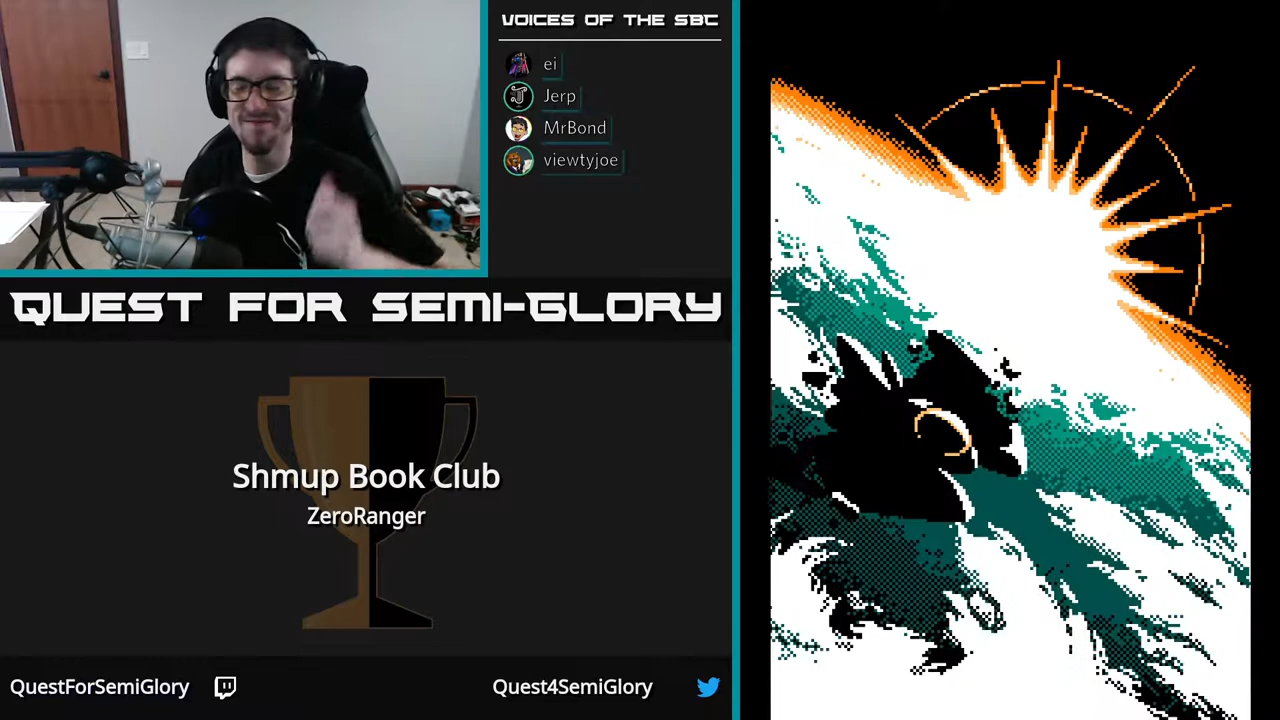 VOICES OF THE SBC
ei
Jerp
MrBond
viewtyjoe
QUEST FOR SEMI-GLORY
Shmup Book Club
ZeroRanger
QuestForSemiGlory
Quest4SemiGlory